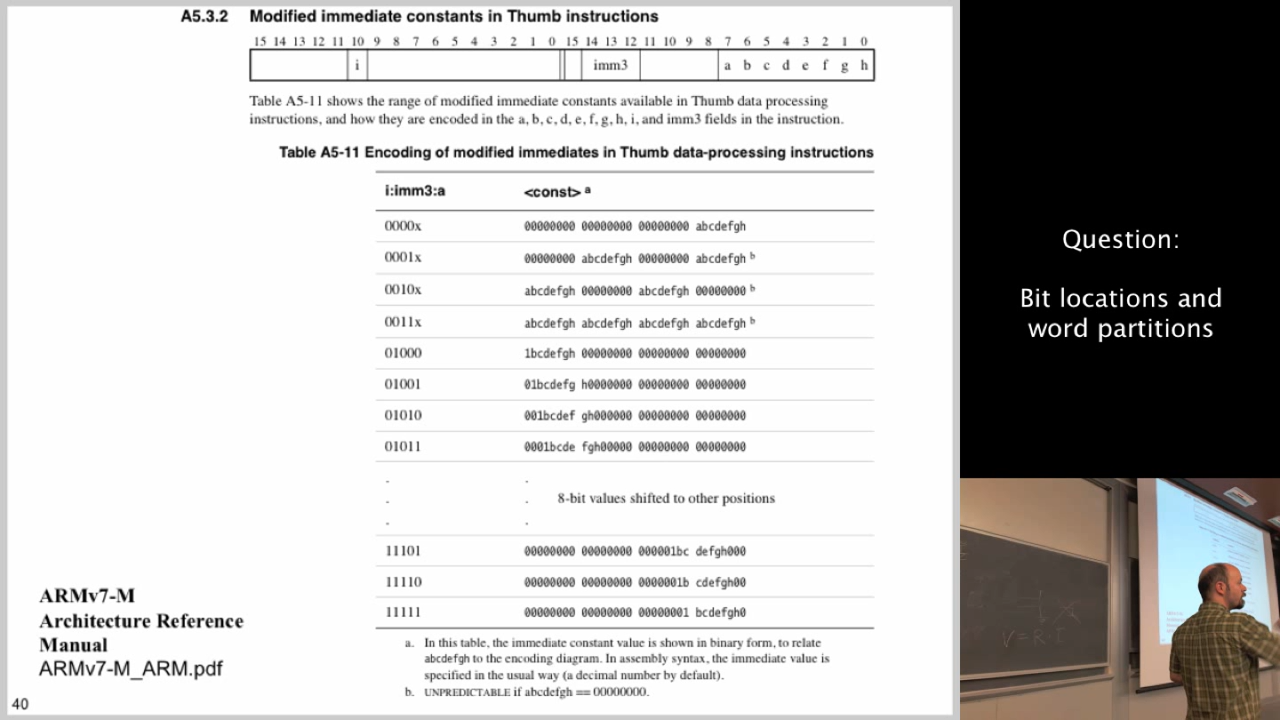 A5.3.2 Modified immediate constants in Thumb instructions
15 14 13 12 11 10 9 8 7 6 5 4 3 2 1 0 15 14 13 12 11 10 9 8 7 6 5 4 3 2 1 0
i imm3 a b c d e f g h
Table A5-11 shows the range of modified immediate constants available in Thumb data processing
instructions, and how they are encoded in the a, b, c, d, e, f, g, h, i, and imm3 fields in the instruction.
Table A5-11 Encoding of modified immediates in Thumb data-processing instructions
i:imm3:a <const> a
0000x 00000000 00000000 00000000 abcdefgh
0001x 00000000 abcdefgh 00000000 abcdefgh b
0010x abcdefgh 00000000 abcdefgh 00000000 b
0011x abcdefgh abcdefgh abcdefgh abcdefgh b
01000 1bcdefgh 00000000 00000000 00000000
01001 01bcdefg h0000000 00000000 00000000
01010 001bcdef gh000000 00000000 00000000
01011 0001bcde fgh00000 00000000 00000000
. .
. . 8-bit values shifted to other positions
. .
11101 00000000 00000000 000001bc defgh000
11110 00000000 00000000 0000001b cdefgh00
11111 00000000 00000000 00000001 bcdefgh0
a. In this table, the immediate constant value is shown in binary form, to relate
abcdefgh to the encoding diagram. In assembly syntax, the immediate value is
specified in the usual way (a decimal number by default).
b. UNPREDICTABLE if abcdefgh == 00000000.
ARMv7-M
Architecture Reference
Manual
ARMv7-M_ARM.pdf
40
Question:
Bit locations and
word partitions
V=R·I